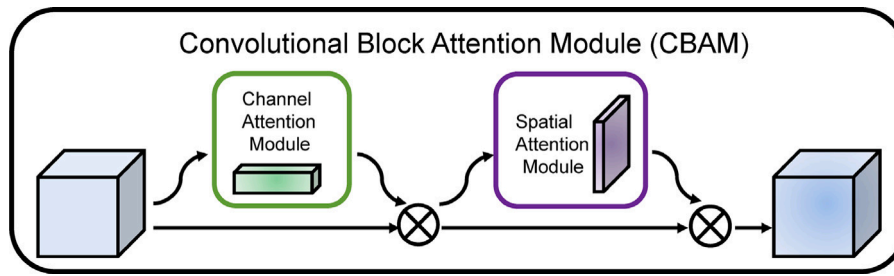 Convolutional Block Attention Module (CBAM)
Channel
Attention
Module
Spatial
Attention
Module